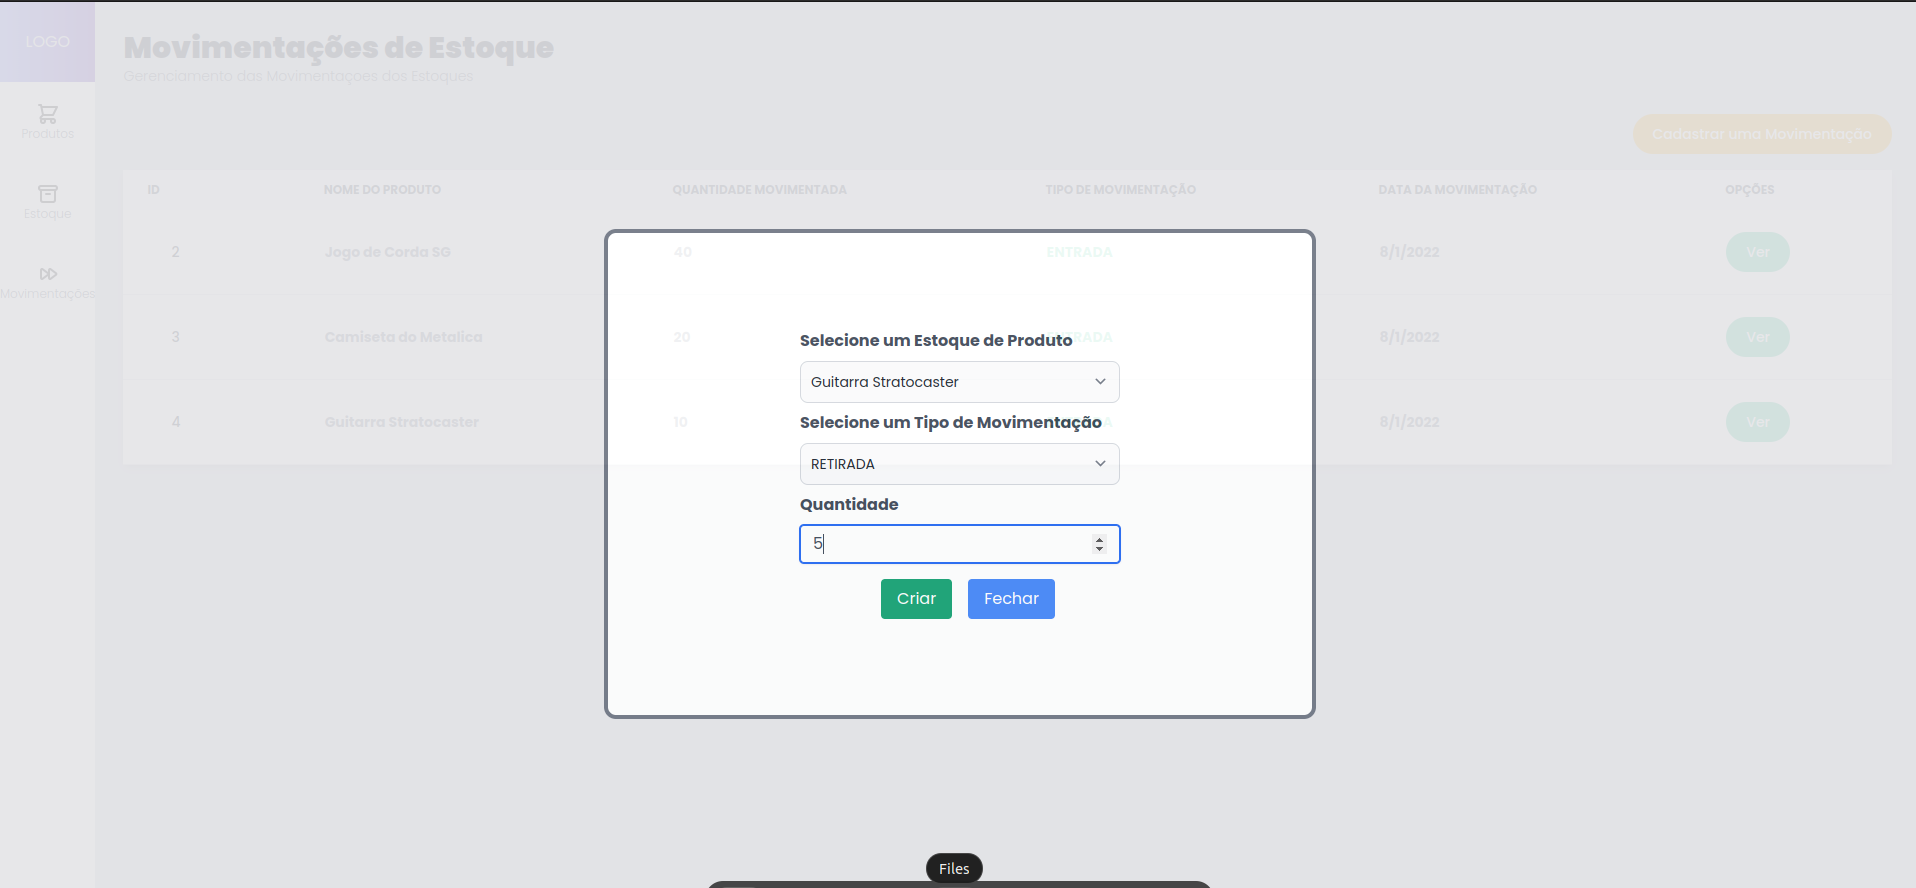 LOGO
Movimentações de Estoque
Gerenciamento das Movimentações dos Estoques
Produtos
Estoque
Movimentações
Cadastrar uma Movimentação
ID NOME DO PRODUTO QUANTIDADE MOVIMENTADA TIPO DE MOVIMENTAÇÃO DATA DA MOVIMENTAÇÃO OPÇÕES
2 Jogo de Corda SG 40 ENTRADA 8/1/2022 Ver
3 Camiseta do Metalica 20 8/1/2022 Ver
4 Guitarra Stratocaster 10 8/1/2022 Ver
Selecione um Estoque de Produto
Guitarra Stratocaster
Selecione um Tipo de Movimentação
RETIRADA
Quantidade
5
Criar Fechar
Files